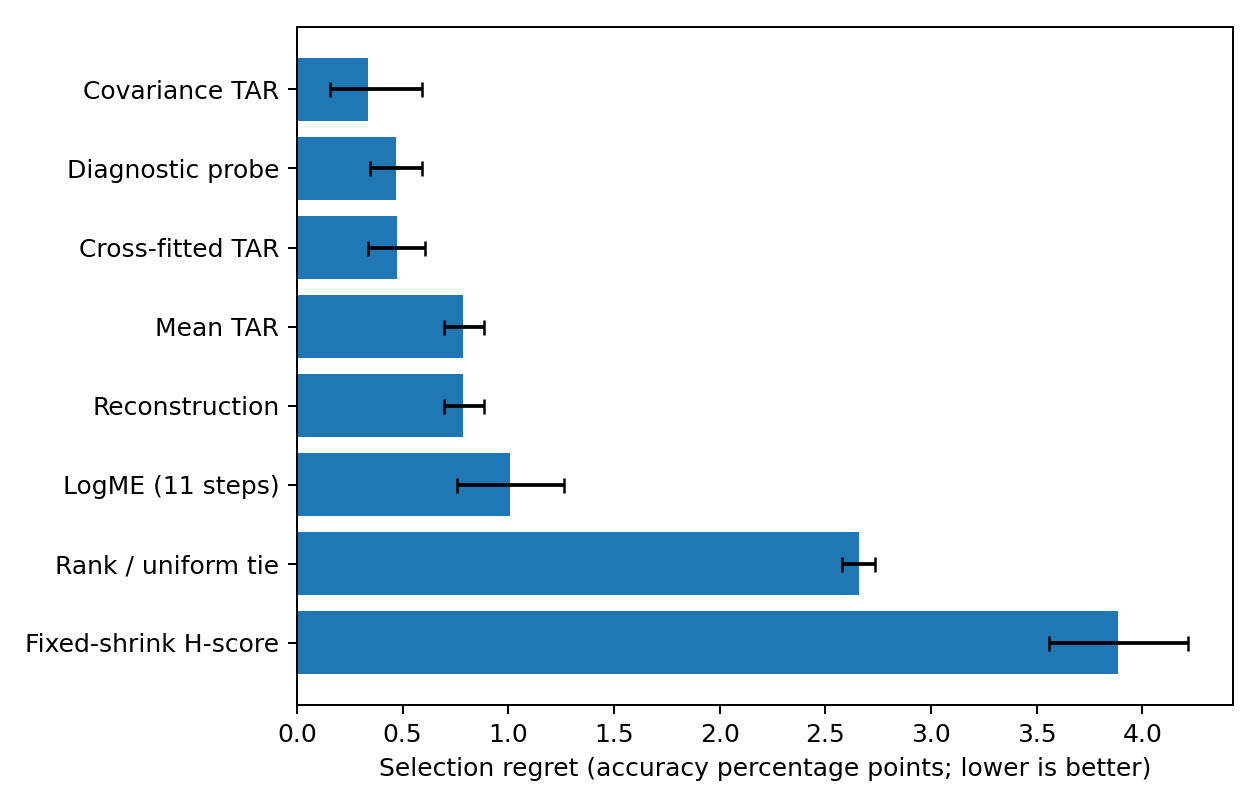 Covariance TAR
Diagnostic probe
Cross-fitted TAR
Mean TAR
Reconstruction
LogME (11 steps)
Rank / uniform tie
Fixed-shrink H-score
0.0 0.5 1.0 1.5 2.0 2.5 3.0 3.5 4.0
Selection regret (accuracy percentage points; lower is better)